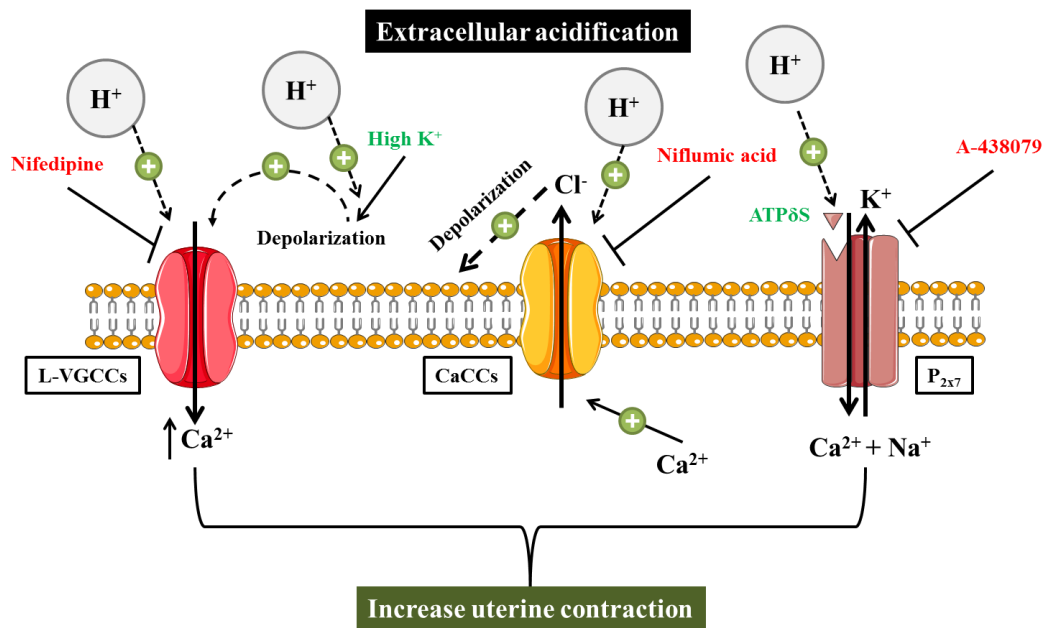 Extracellular acidification
H⁺
H⁺
H⁺
H⁺
High K⁺
Nifedipine
Niflumic acid
A-438079
Depolarization
Cl⁻
K⁺
ATPδS
Depolarization
L-VGCCs
CaCCs
P₂ₓ₇
Ca²⁺
Ca²⁺
Ca²⁺ + Na⁺
Increase uterine contraction